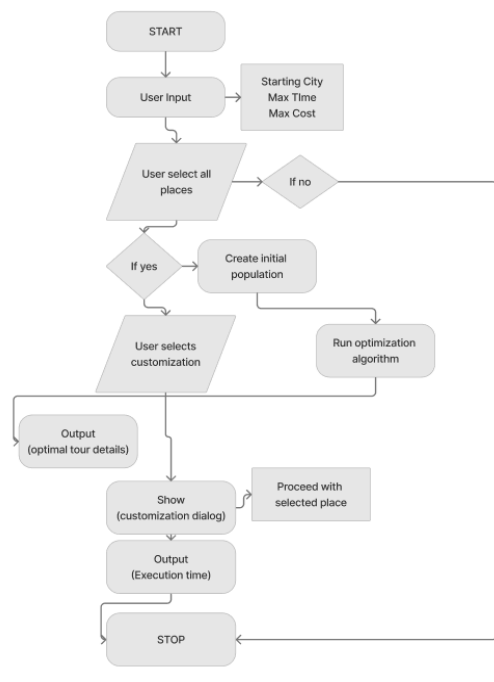 START
User Input
Starting City
Max TIme
Max Cost
User select all
places
If no
If yes
Create initial
population
User selects
customization
Run optimization
algorithm
Output
(optimal tour details)
Show
(customization dialog)
Proceed with
selected place
Output
(Execution time)
STOP